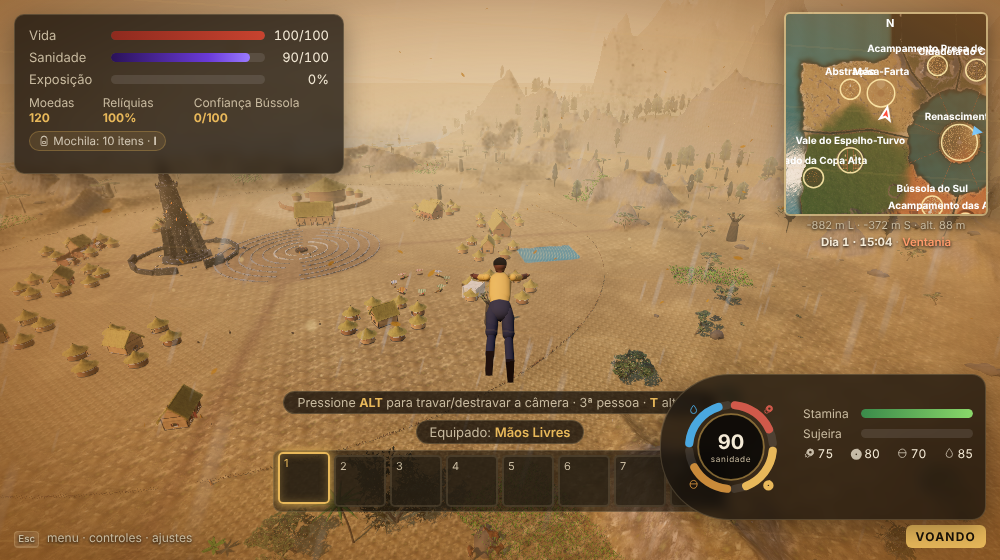 Vida 100/100
Sanidade 90/100
Exposição 0%
Moedas Relíquias Confiança Bússola
120 100% 0/100
Mochila: 10 itens · I
N
Acampamento Presa de
Cidadela do C
Abstração
Mesa-Farta
Renasciment
Vale do Espelho-Turvo
do da Copa Alta
Bússola do Sul
Acampamento das A
-882 m L · -372 m S · alt. 88 m
Dia 1 · 15:04 Ventania
Pressione ALT para travar/destravar a câmera · 3ª pessoa · T alt
Equipado: Mãos Livres
1 2 3 4 5 6 7
90
sanidade
Stamina
Sujeira
75 80 70 85
Esc menu · controles · ajustes
VOANDO